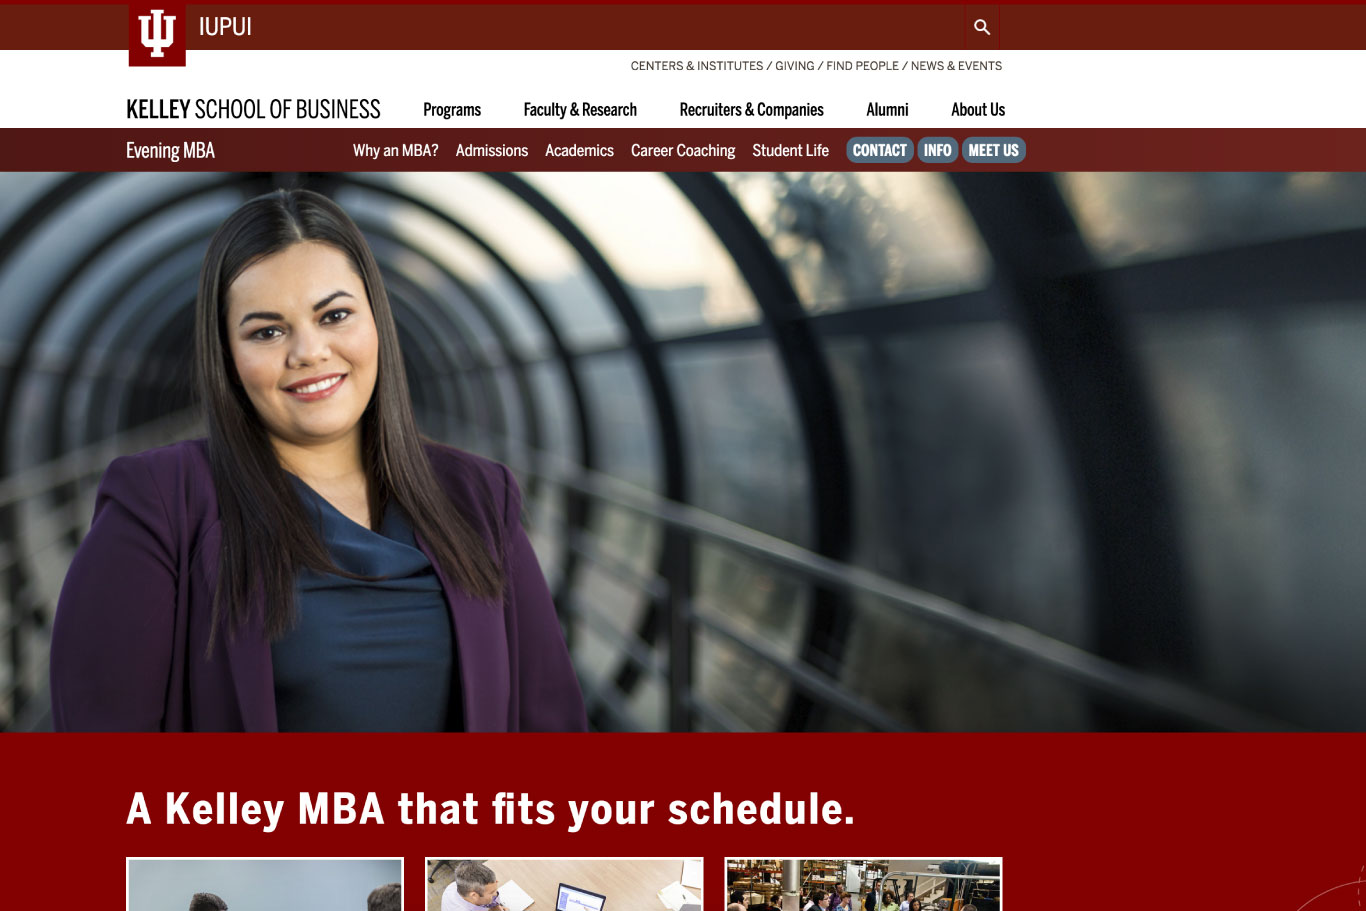 IUPUI
CENTERS & INSTITUTES / GIVING / FIND PEOPLE / NEWS & EVENTS
KELLEY SCHOOL OF BUSINESS
Programs Faculty & Research Recruiters & Companies Alumni About Us
Evening MBA
Why an MBA? Admissions Academics Career Coaching Student Life CONTACT INFO MEET US
A Kelley MBA that fits your schedule.